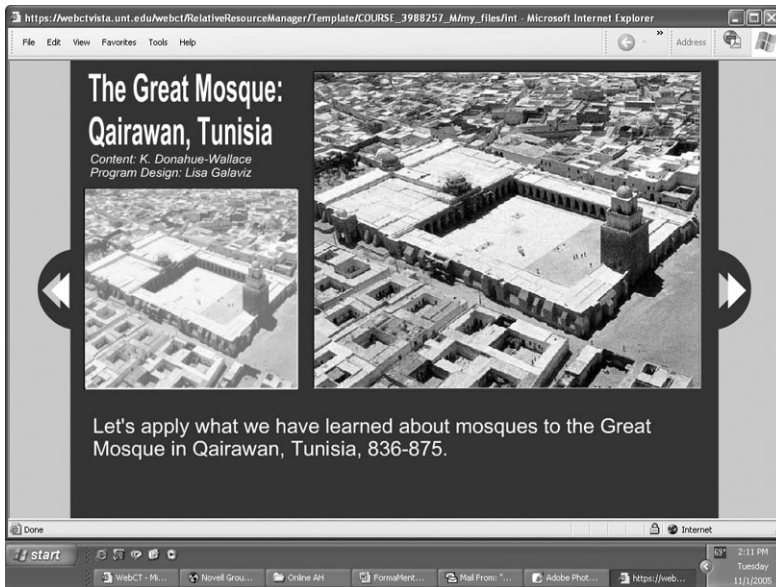 https://webctvista.unt.edu/webct/RelativeResourceManager/Template/COURSE_3988257_M/my_files/int - Microsoft Internet Explorer
File Edit View Favorites Tools Help
» Address
The Great Mosque:
Qairawan, Tunisia
Content: K. Donahue-Wallace
Program Design: Lisa Galaviz
Let's apply what we have learned about mosques to the Great
Mosque in Qairawan, Tunisia, 836-875.
Done Internet
start 69° 2:11 PM
Tuesday
WebCT - Mi... Novell Grou... Online AH FormaMent... Mail From: "... Adobe Phot... https://web... 11/1/2005